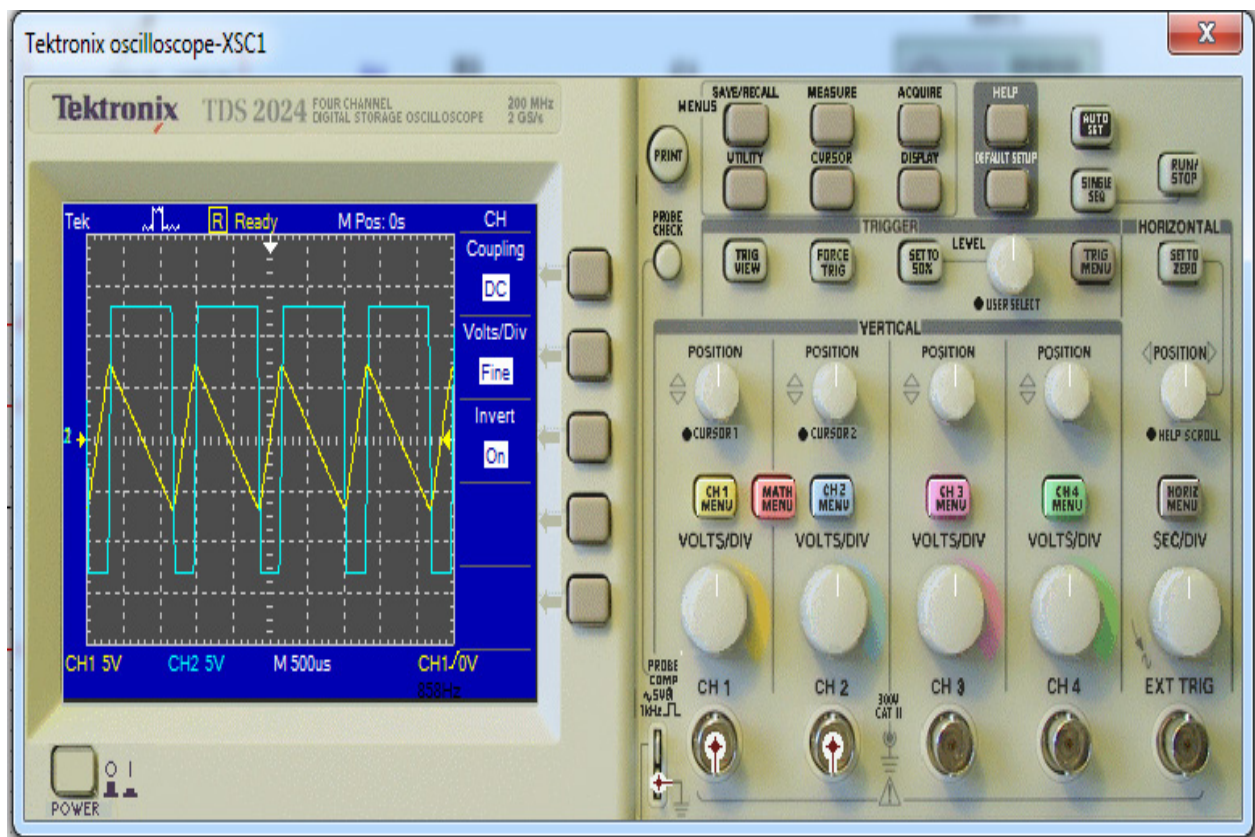 Tektronix oscilloscope-XSC1
X
Tektronix TDS 2024 FOUR CHANNEL
DIGITAL STORAGE OSCILLOSCOPE
200 MHz
2 GS/s
Tek R Ready M Pos: 0s CH
Coupling
DC
Volts/Div
Fine
Invert
On
2
CH1 5V CH2 5V M 500us CH1 0V
858Hz
POWER
O I
MENUS
SAVE/RECALL MEASURE ACQUIRE HELP
PRINT
UTILITY CURSOR DISPLAY DEFAULT SETUP
AUTO
SET
SINGLE
SEQ
RUN/
STOP
PROBE
CHECK
TRIGGER
TRIG
VIEW
FORCE
TRIG
SET TO
50%
LEVEL
USER SELECT
TRIG
MENU
HORIZONTAL
SET TO
ZERO
VERTICAL
POSITION POSITION POSITION POSITION POSITION
CURSOR 1 CURSOR 2 HELP SCROLL
CH 1
MENU
MATH
MENU
CH 2
MENU
CH 3
MENU
CH 4
MENU
HORIZ
MENU
VOLTS/DIV VOLTS/DIV VOLTS/DIV VOLTS/DIV SEC/DIV
PROBE
COMP
~5V
1kHz
CH 1 CH 2 CH 3 CH 4 EXT TRIG
300V
CAT II